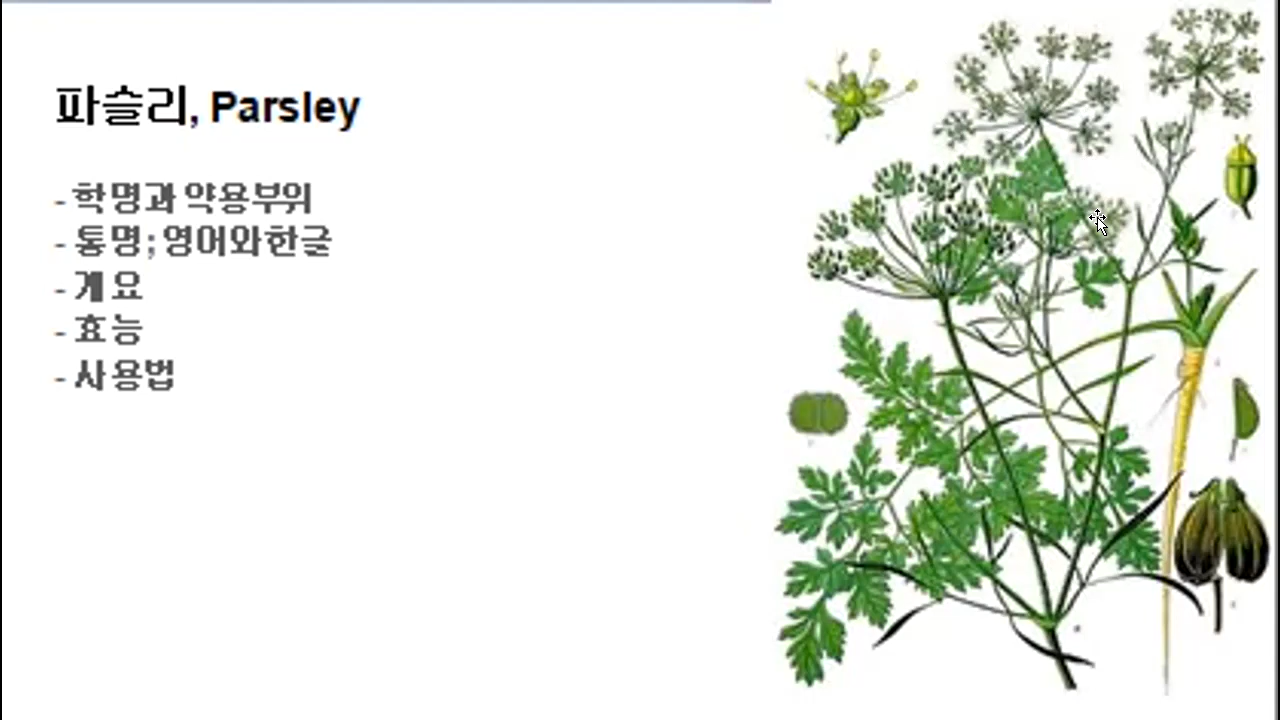 파슬리, Parsley
- 학명과 약용부위
- 통명; 영어와 한글
- 개요
- 효능
- 사용법